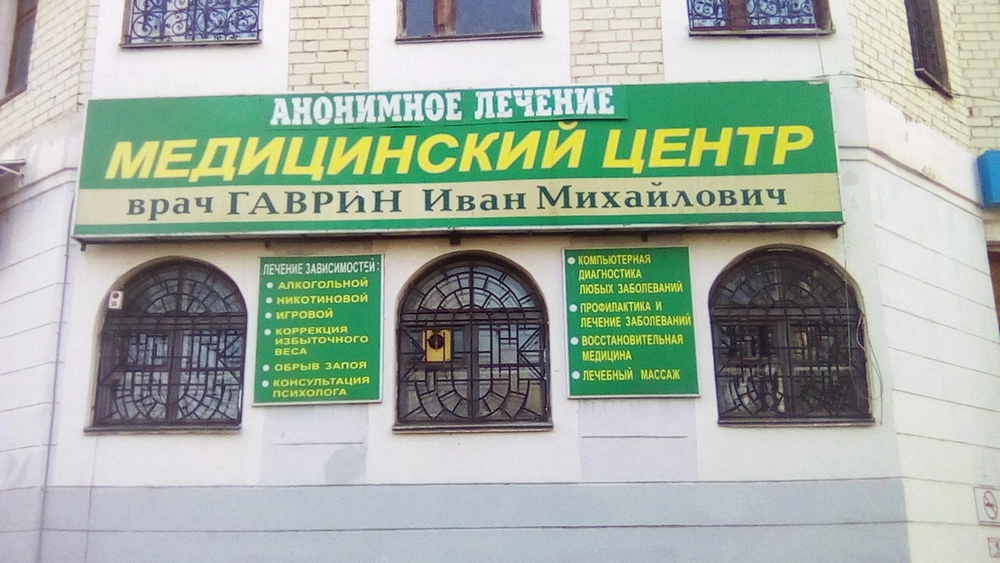 АНОНИМНОЕ ЛЕЧЕНИЕ
МЕДИЦИНСКИЙ ЦЕНТР
врач ГАВРИН Иван Михайлович
ЛЕЧЕНИЕ ЗАВИСИМОСТЕЙ:
• АЛКОГОЛЬНОЙ
• НИКОТИНОВОЙ
• ИГРОВОЙ
• КОРРЕКЦИЯ
ИЗБЫТОЧНОГО
ВЕСА
• ОБРЫВ ЗАПОЯ
• КОНСУЛЬТАЦИЯ
ПСИХОЛОГА
• КОМПЬЮТЕРНАЯ
ДИАГНОСТИКА
ЛЮБЫХ ЗАБОЛЕВАНИЙ
• ПРОФИЛАКТИКА И
ЛЕЧЕНИЕ ЗАБОЛЕВАНИЙ
• ВОССТАНОВИТЕЛЬНАЯ
МЕДИЦИНА
• ЛЕЧЕБНЫЙ МАССАЖ